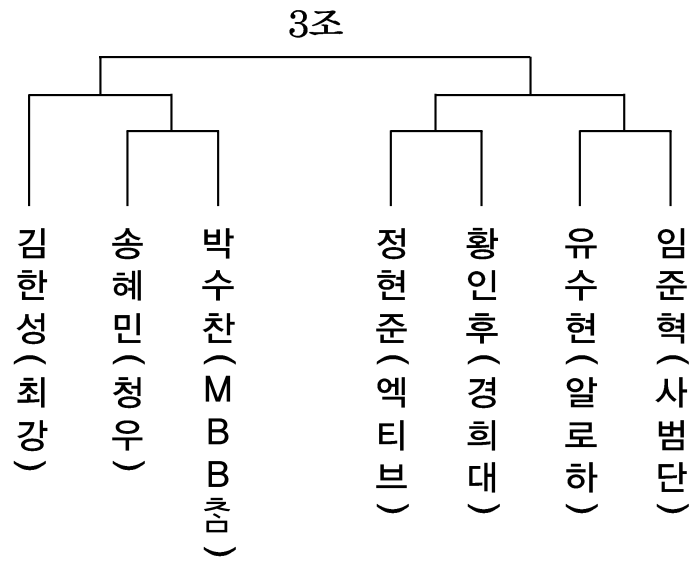 3조
김한성(최강)
송혜민(청우)
박수찬(MBB춤)
정현준(엑티브)
황인후(경희대)
유수현(알로하)
임준혁(사범단)